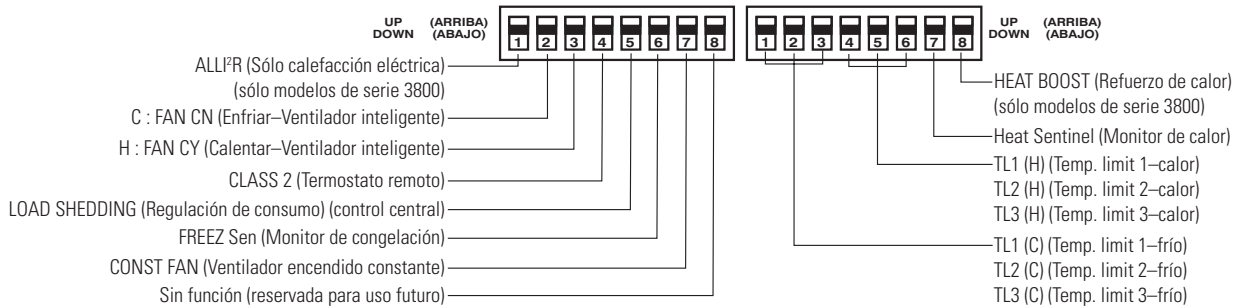 UP (ARRIBA)
DOWN (ABAJO)
1 2 3 4 5 6 7 8
1 2 3 4 5 6 7 8
UP (ARRIBA)
DOWN (ABAJO)
ALLI²R (Sólo calefacción eléctrica)
(sólo modelos de serie 3800)
C : FAN CN (Enfriar–Ventilador inteligente)
H : FAN CY (Calentar–Ventilador inteligente)
CLASS 2 (Termostato remoto)
LOAD SHEDDING (Regulación de consumo) (control central)
FREEZ Sen (Monitor de congelación)
CONST FAN (Ventilador encendido constante)
Sin función (reservada para uso futuro)
HEAT BOOST (Refuerzo de calor)
(sólo modelos de serie 3800)
Heat Sentinel (Monitor de calor)
TL1 (H) (Temp. limit 1–calor)
TL2 (H) (Temp. limit 2–calor)
TL3 (H) (Temp. limit 3–calor)
TL1 (C) (Temp. limit 1–frío)
TL2 (C) (Temp. limit 2–frío)
TL3 (C) (Temp. limit 3–frío)